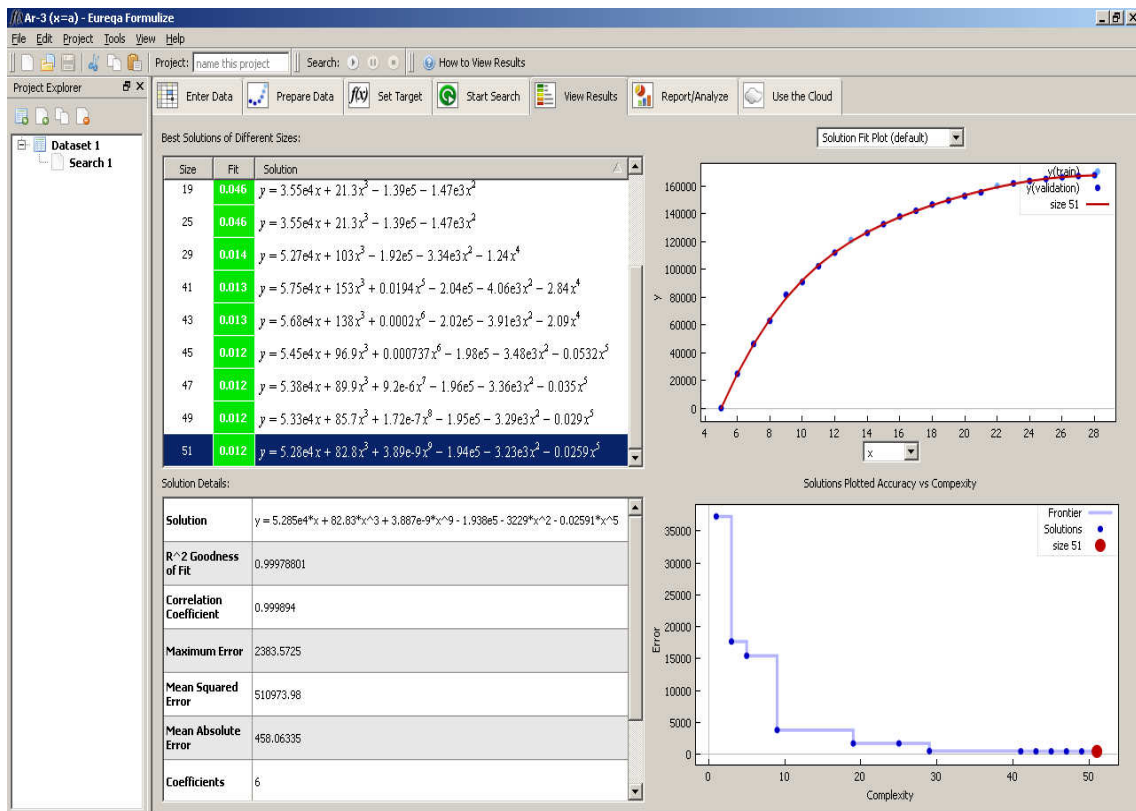 Ar-3 (x=a) - Eureqa Formulize
File Edit Project Tools View Help
Project: name this project Search: How to View Results
Project Explorer
Enter Data Prepare Data f(x) Set Target Start Search View Results Report/Analyze Use the Cloud
Dataset 1
Search 1
Best Solutions of Different Sizes:
Size Fit Solution
19 0.046 y = 3.55e4 x + 21.3x^3 − 1.39e5 − 1.47e3x^2
25 0.046 y = 3.55e4 x + 21.3x^3 − 1.39e5 − 1.47e3x^2
29 0.014 y = 5.27e4 x + 103x^3 − 1.92e5 − 3.34e3x^2 − 1.24x^4
41 0.013 y = 5.75e4 x + 153x^3 + 0.0194x^5 − 2.04e5 − 4.06e3x^2 − 2.84x^4
43 0.013 y = 5.68e4 x + 138x^3 + 0.0002x^6 − 2.02e5 − 3.91e3x^2 − 2.09x^4
45 0.012 y = 5.45e4 x + 96.9x^3 + 0.000737x^6 − 1.98e5 − 3.48e3x^2 − 0.0532x^5
47 0.012 y = 5.38e4 x + 89.9x^3 + 9.2e-6x^7 − 1.96e5 − 3.36e3x^2 − 0.035x^5
49 0.012 y = 5.33e4 x + 85.7x^3 + 1.72e-7x^8 − 1.95e5 − 3.29e3x^2 − 0.029x^5
51 0.012 y = 5.28e4 x + 82.8x^3 + 3.89e-9x^9 − 1.94e5 − 3.23e3x^2 − 0.0259x^5
Solution Details:
Solution y = 5.285e4*x + 82.83*x^3 + 3.887e-9*x^9 - 1.938e5 - 3229*x^2 - 0.02591*x^5
R^2 Goodness of Fit 0.99978801
Correlation Coefficient 0.999894
Maximum Error 2383.5725
Mean Squared Error 510973.98
Mean Absolute Error 458.06335
Coefficients 6
Solution Fit Plot (default)
y(train)
y(validation)
size 51
160000
140000
120000
100000
80000
60000
40000
20000
0
y
4 6 8 10 12 14 16 18 20 22 24 26 28
x
Solutions Plotted Accuracy vs Compexity
Frontier
Solutions
size 51
35000
30000
25000
20000
15000
10000
5000
0
Error
0 10 20 30 40 50
Complexity